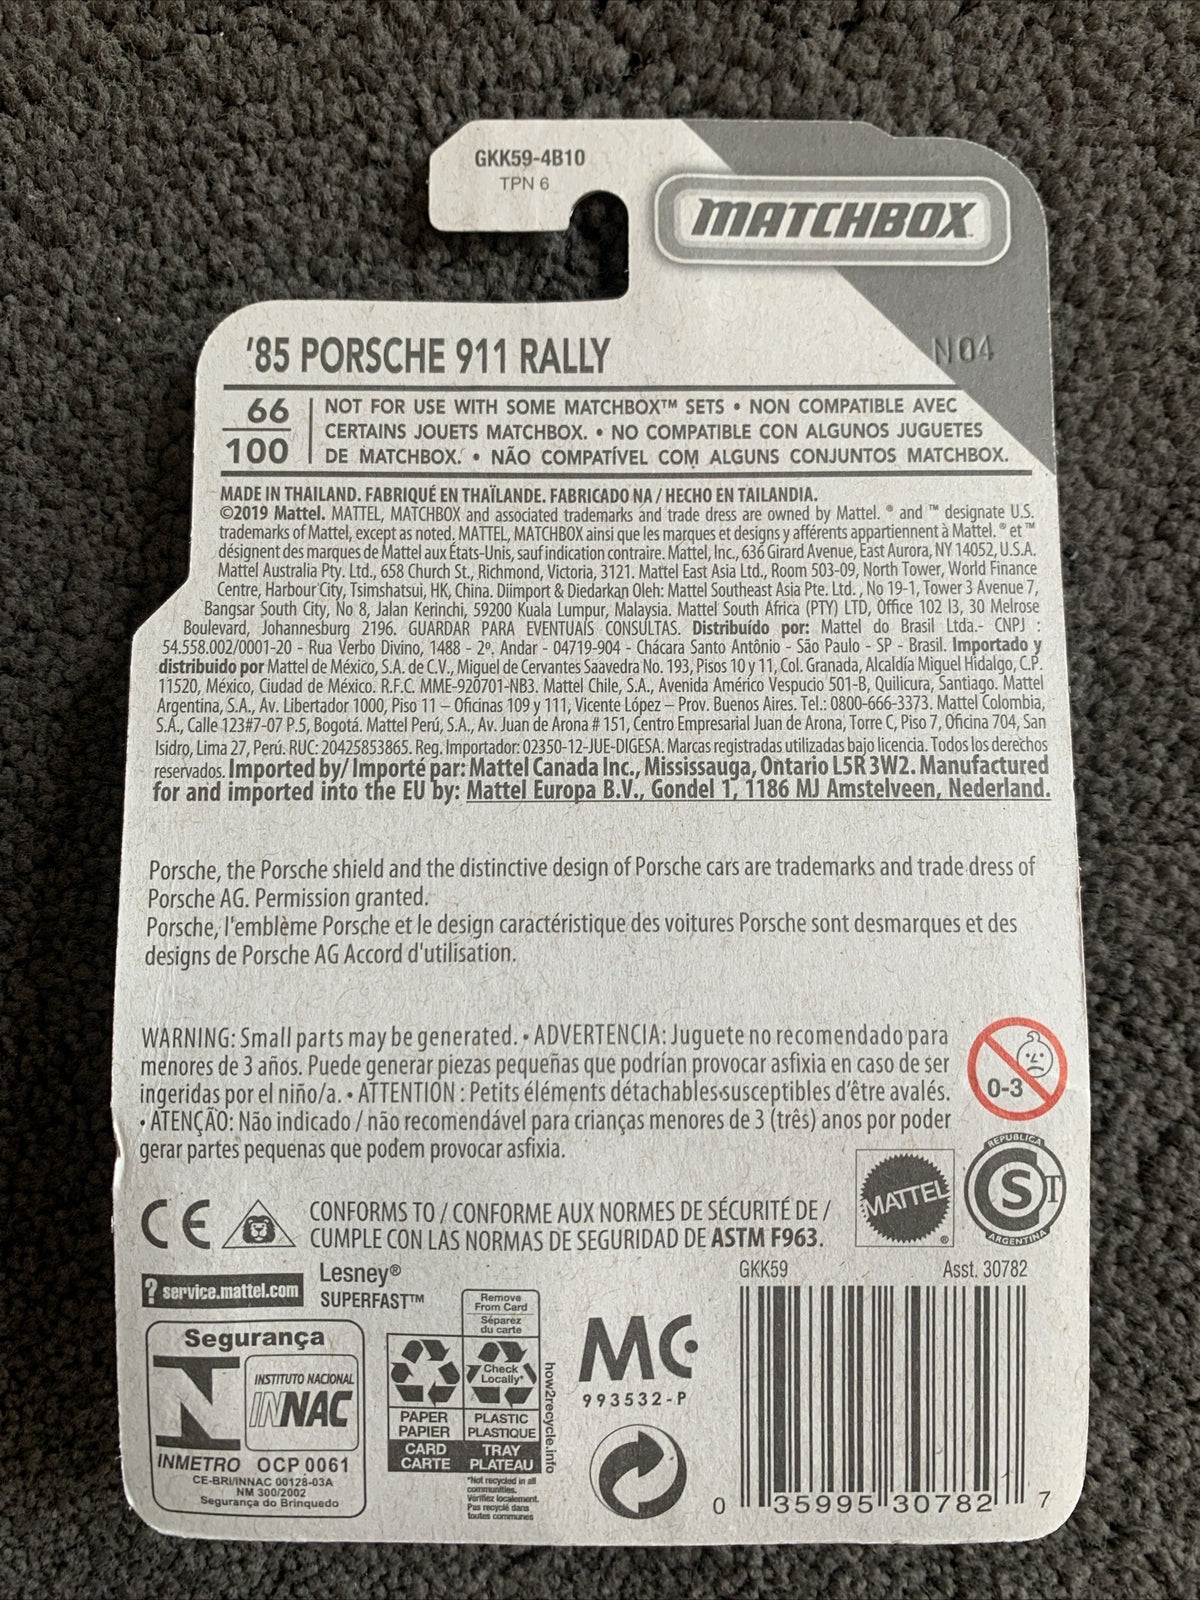 GKK59-4B10
TPN 6
MATCHBOX
'85 PORSCHE 911 RALLY
N04
66
100
NOT FOR USE WITH SOME MATCHBOX™ SETS • NON COMPATIBLE AVEC
CERTAINS JOUETS MATCHBOX. • NO COMPATIBLE CON ALGUNOS JUGUETES
DE MATCHBOX. • NÃO COMPATÍVEL COM ALGUNS CONJUNTOS MATCHBOX.
MADE IN THAILAND. FABRIQUÉ EN THAÏLANDE. FABRICADO NA / HECHO EN TAILANDIA.
©2019 Mattel. MATTEL, MATCHBOX and associated trademarks and trade dress are owned by Mattel. ® and ™ designate U.S.
trademarks of Mattel, except as noted. MATTEL, MATCHBOX ainsi que les marques et designs y afférents appartiennent à Mattel. ® et ™
désignent des marques de Mattel aux États-Unis, sauf indication contraire. Mattel, Inc., 636 Girard Avenue, East Aurora, NY 14052, U.S.A.
Mattel Australia Pty. Ltd., 658 Church St., Richmond, Victoria, 3121. Mattel East Asia Ltd., Room 503-09, North Tower, World Finance
Centre, Harbour City, Tsimshatsui, HK, China. Diimport & Diedarkan Oleh: Mattel Southeast Asia Pte. Ltd. , No 19-1, Tower 3 Avenue 7,
Bangsar South City, No 8, Jalan Kerinchi, 59200 Kuala Lumpur, Malaysia. Mattel South Africa (PTY) LTD, Office 102 I3, 30 Melrose
Boulevard, Johannesburg 2196. GUARDAR PARA EVENTUAIS CONSULTAS. Distribuído por: Mattel do Brasil Ltda.- CNPJ :
54.558.002/0001-20 - Rua Verbo Divino, 1488 - 2º, Andar - 04719-904 - Chácara Santo Antônio - São Paulo - SP - Brasil. Importado y
distribuido por Mattel de México, S.A. de C.V., Miguel de Cervantes Saavedra No. 193, Pisos 10 y 11, Col. Granada, Alcaldía Miguel Hidalgo, C.P.
11520, México, Ciudad de México. R.F.C. MME-920701-NB3. Mattel Chile, S.A., Avenida Américo Vespucio 501-B, Quilicura, Santiago. Mattel
Argentina, S.A., Av. Libertador 1000, Piso 11 – Oficinas 109 y 111, Vicente López – Prov. Buenos Aires. Tel.: 0800-666-3373. Mattel Colombia,
S.A., Calle 123#7-07 P.5, Bogotá. Mattel Perú, S.A., Av. Juan de Arona # 151, Centro Empresarial Juan de Arona, Torre C, Piso 7, Oficina 704, San
Isidro, Lima 27, Perú. RUC: 20425853865. Reg. Importador: 02350-12-JUE-DIGESA. Marcas registradas utilizadas bajo licencia. Todos los derechos
reservados. Imported by/ Importé par: Mattel Canada Inc., Mississauga, Ontario L5R 3W2. Manufactured
for and imported into the EU by: Mattel Europa B.V., Gondel 1, 1186 MJ Amstelveen, Nederland.
Porsche, the Porsche shield and the distinctive design of Porsche cars are trademarks and trade dress of
Porsche AG. Permission granted.
Porsche, l'emblème Porsche et le design caractéristique des voitures Porsche sont desmarques et des
designs de Porsche AG Accord d'utilisation.
WARNING: Small parts may be generated. • ADVERTENCIA: Juguete no recomendado para
menores de 3 años. Puede generar piezas pequeñas que podrían provocar asfixia en caso de ser
ingeridas por el niño/a. • ATTENTION : Petits éléments détachables susceptibles d'être avalés.
• ATENÇÃO: Não indicado / não recomendável para crianças menores de 3 (três) anos por poder
gerar partes pequenas que podem provocar asfixia.
0-3
CE
CONFORMS TO / CONFORME AUX NORMES DE SÉCURITÉ DE /
CUMPLE CON LAS NORMAS DE SEGURIDAD DE ASTM F963.
MATTEL®
REPUBLICA
S T
ARGENTINA
? service.mattel.com
Lesney®
SUPERFAST™
GKK59
Asst. 30782
Segurança
INSTITUTO NACIONAL
INNAC
INMETRO OCP 0061
CE-BRI/INNAC 00128-03A
NM 300/2002
Segurança do Brinquedo
Remove
From Card
Séparez
du carte
Check
Locally*
PAPER
PAPIER
CARD
CARTE
PLASTIC
PLASTIQUE
TRAY
PLATEAU
how2recycle.info
*Not recycled in all
communities.
Vérifiez localement.
Pas recyclé dans
toutes communes
MC
993532-P
0 35995 30782 7